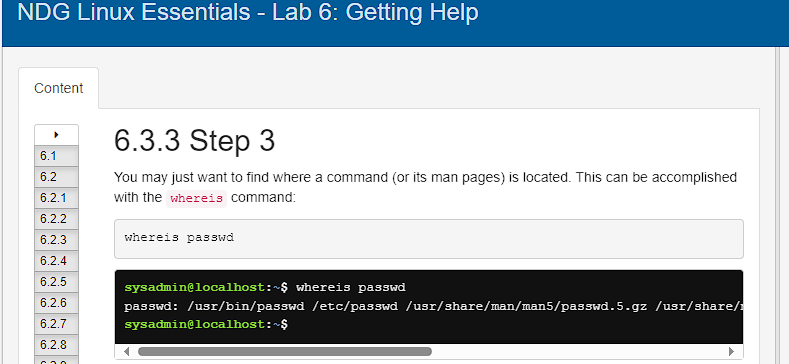 NDG Linux Essentials - Lab 6: Getting Help
Content
6.3.3 Step 3
6.1
6.2
6.2.1
6.2.2
6.2.3
6.2.4
6.2.5
6.2.6
6.2.7
6.2.8
You may just want to find where a command (or its man pages) is located. This can be accomplished
with the whereis command:
whereis passwd
sysadmin@localhost:~$ whereis passwd
passwd: /usr/bin/passwd /etc/passwd /usr/share/man/man5/passwd.5.gz /usr/share/
sysadmin@localhost:~$